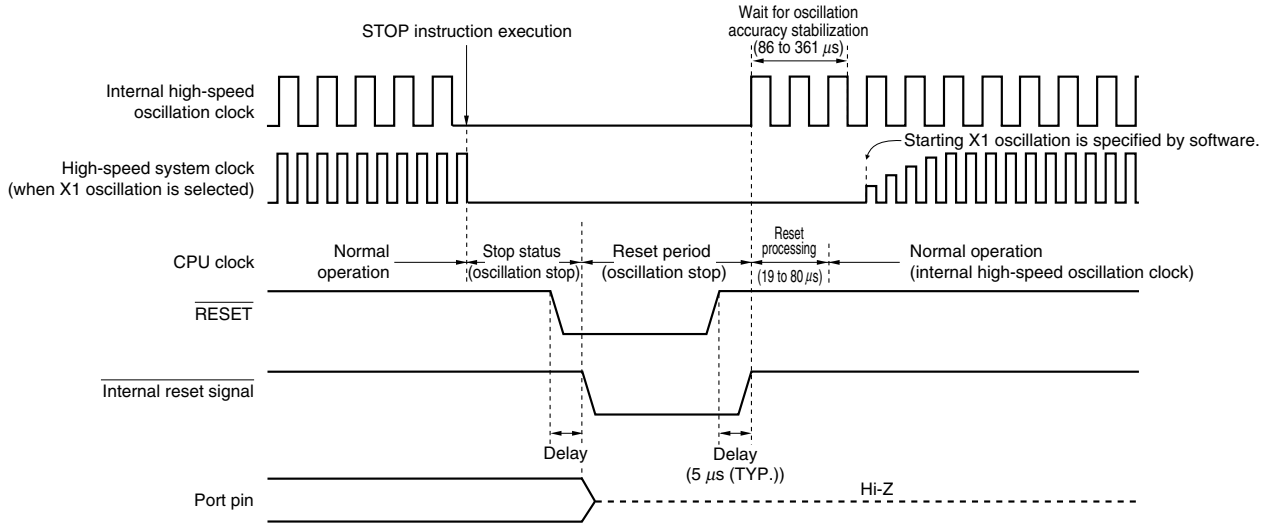 STOP instruction execution
Wait for oscillation
accuracy stabilization
(86 to 361 μs)
Internal high-speed
oscillation clock
Starting X1 oscillation is specified by software.
High-speed system clock
(when X1 oscillation is selected)
CPU clock
Normal
operation
Stop status
(oscillation stop)
Reset period
(oscillation stop)
Reset
processing
(19 to 80 μs)
Normal operation
(internal high-speed oscillation clock)
RESET
Internal reset signal
Delay
Delay
(5 μs (TYP.))
Port pin
Hi-Z